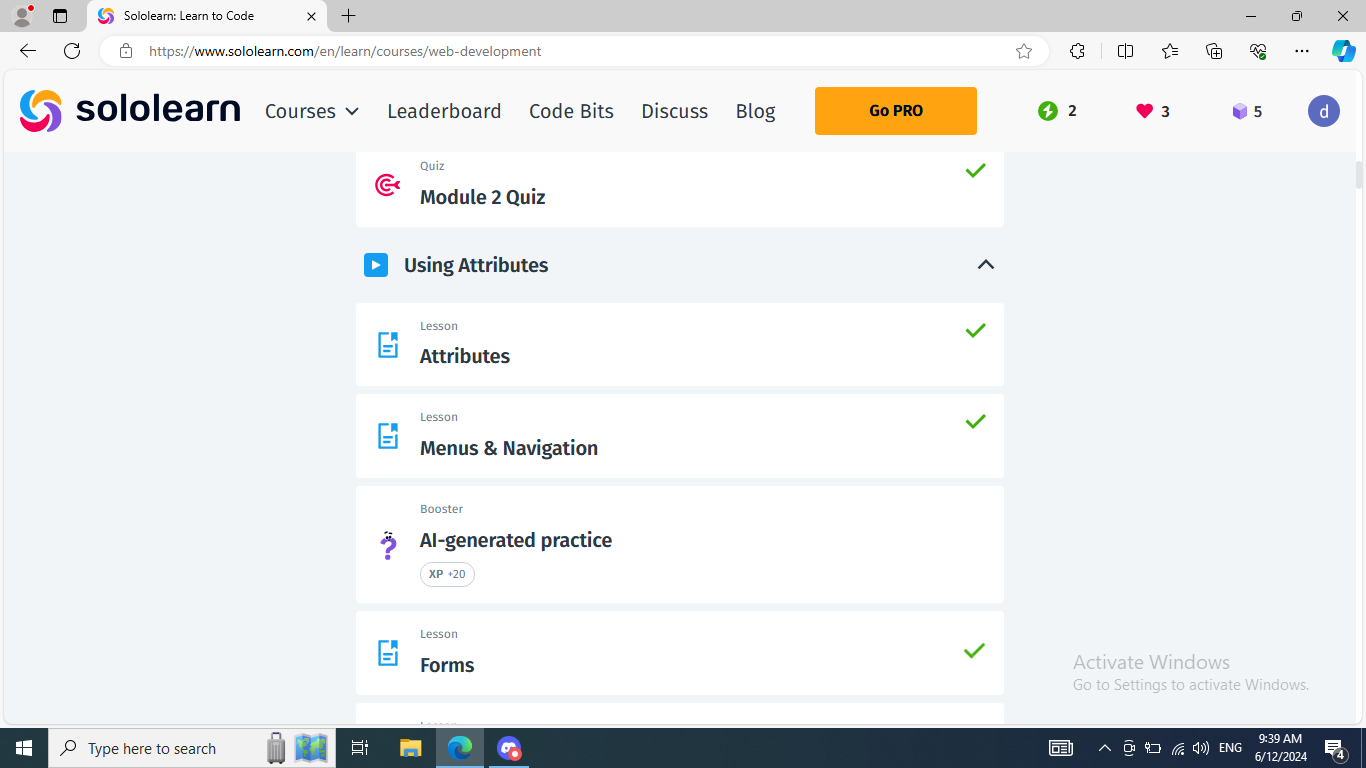 Sololearn: Learn to Code
https://www.sololearn.com/en/learn/courses/web-development
sololearn
Courses
Leaderboard
Code Bits
Discuss
Blog
Go PRO
2
3
5
d
Quiz
Module 2 Quiz
Using Attributes
Lesson
Attributes
Lesson
Menus & Navigation
Booster
AI-generated practice
XP +20
Lesson
Forms
Activate Windows
Go to Settings to activate Windows.
Type here to search
ENG
9:39 AM
6/12/2024
4